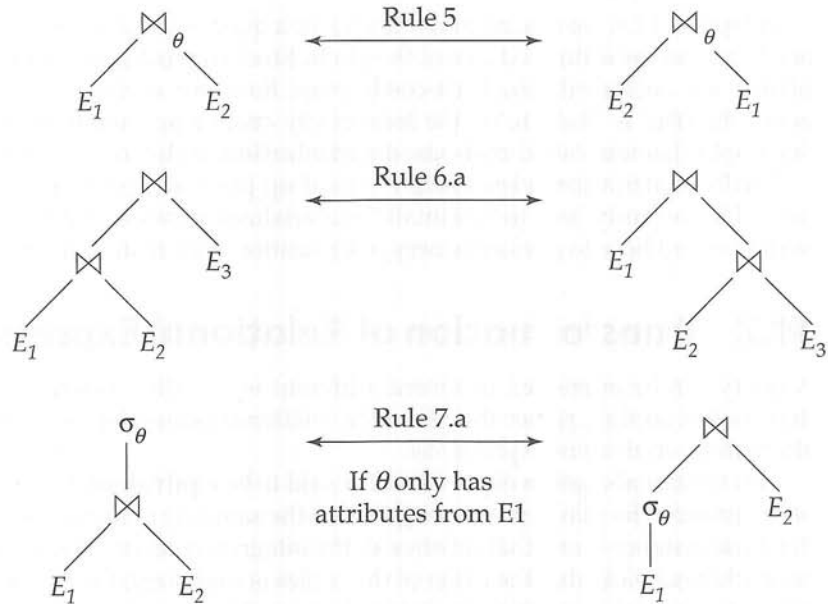 Rule 5
⋈θ
⋈θ
E1 E2
E2 E1
Rule 6.a
⋈
⋈
⋈ E3
E1 ⋈
E1 E2
E2 E3
Rule 7.a
σθ
⋈
If θ only has
attributes from E1
⋈
σθ E2
E1 E2
E1